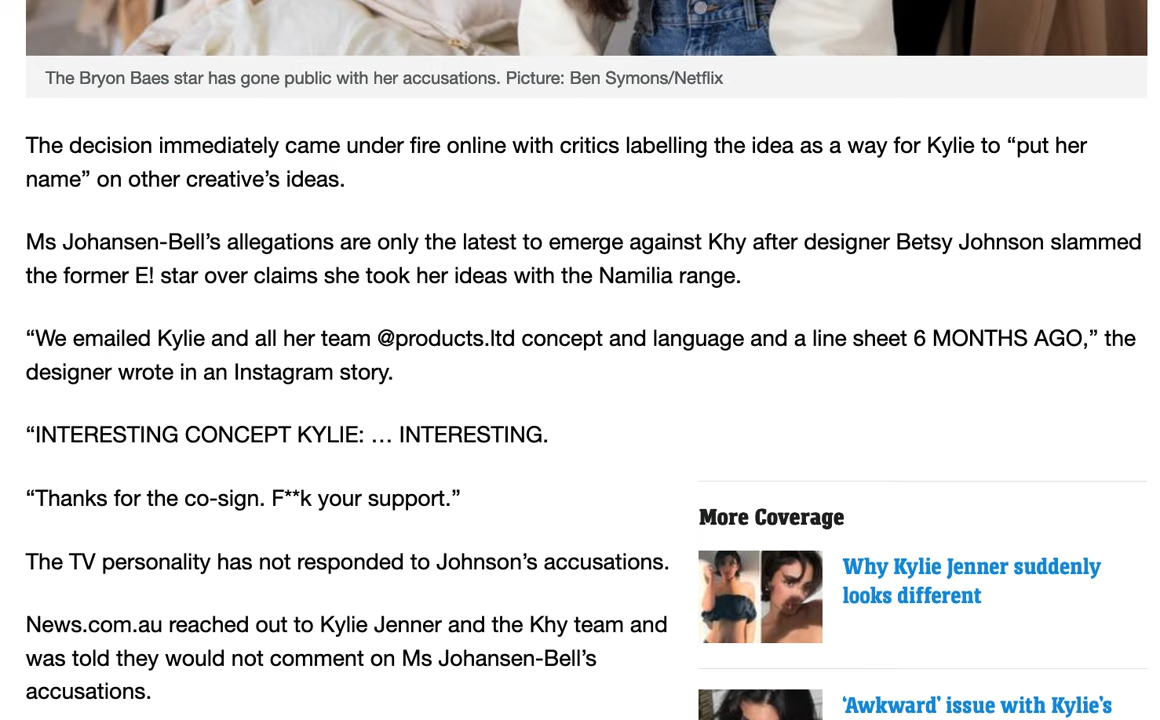 The Bryon Baes star has gone public with her accusations. Picture: Ben Symons/Netflix
The decision immediately came under fire online with critics labelling the idea as a way for Kylie to “put her
name” on other creative’s ideas.
Ms Johansen-Bell’s allegations are only the latest to emerge against Khy after designer Betsy Johnson slammed
the former E! star over claims she took her ideas with the Namilia range.
“We emailed Kylie and all her team @products.ltd concept and language and a line sheet 6 MONTHS AGO,” the
designer wrote in an Instagram story.
“INTERESTING CONCEPT KYLIE: … INTERESTING.
“Thanks for the co-sign. F**k your support.”
The TV personality has not responded to Johnson’s accusations.
News.com.au reached out to Kylie Jenner and the Khy team and
was told they would not comment on Ms Johansen-Bell’s
accusations.
More Coverage
Why Kylie Jenner suddenly
looks different
‘Awkward’ issue with Kylie’s